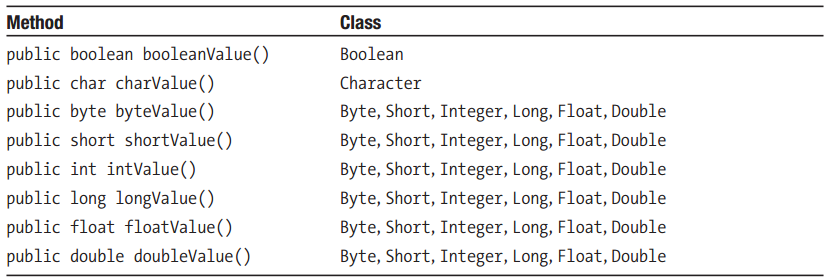 Method Class
public boolean booleanValue() Boolean
public char charValue() Character
public byte byteValue() Byte, Short, Integer, Long, Float, Double
public short shortValue() Byte, Short, Integer, Long, Float, Double
public int intValue() Byte, Short, Integer, Long, Float, Double
public long longValue() Byte, Short, Integer, Long, Float, Double
public float floatValue() Byte, Short, Integer, Long, Float, Double
public double doubleValue() Byte, Short, Integer, Long, Float, Double